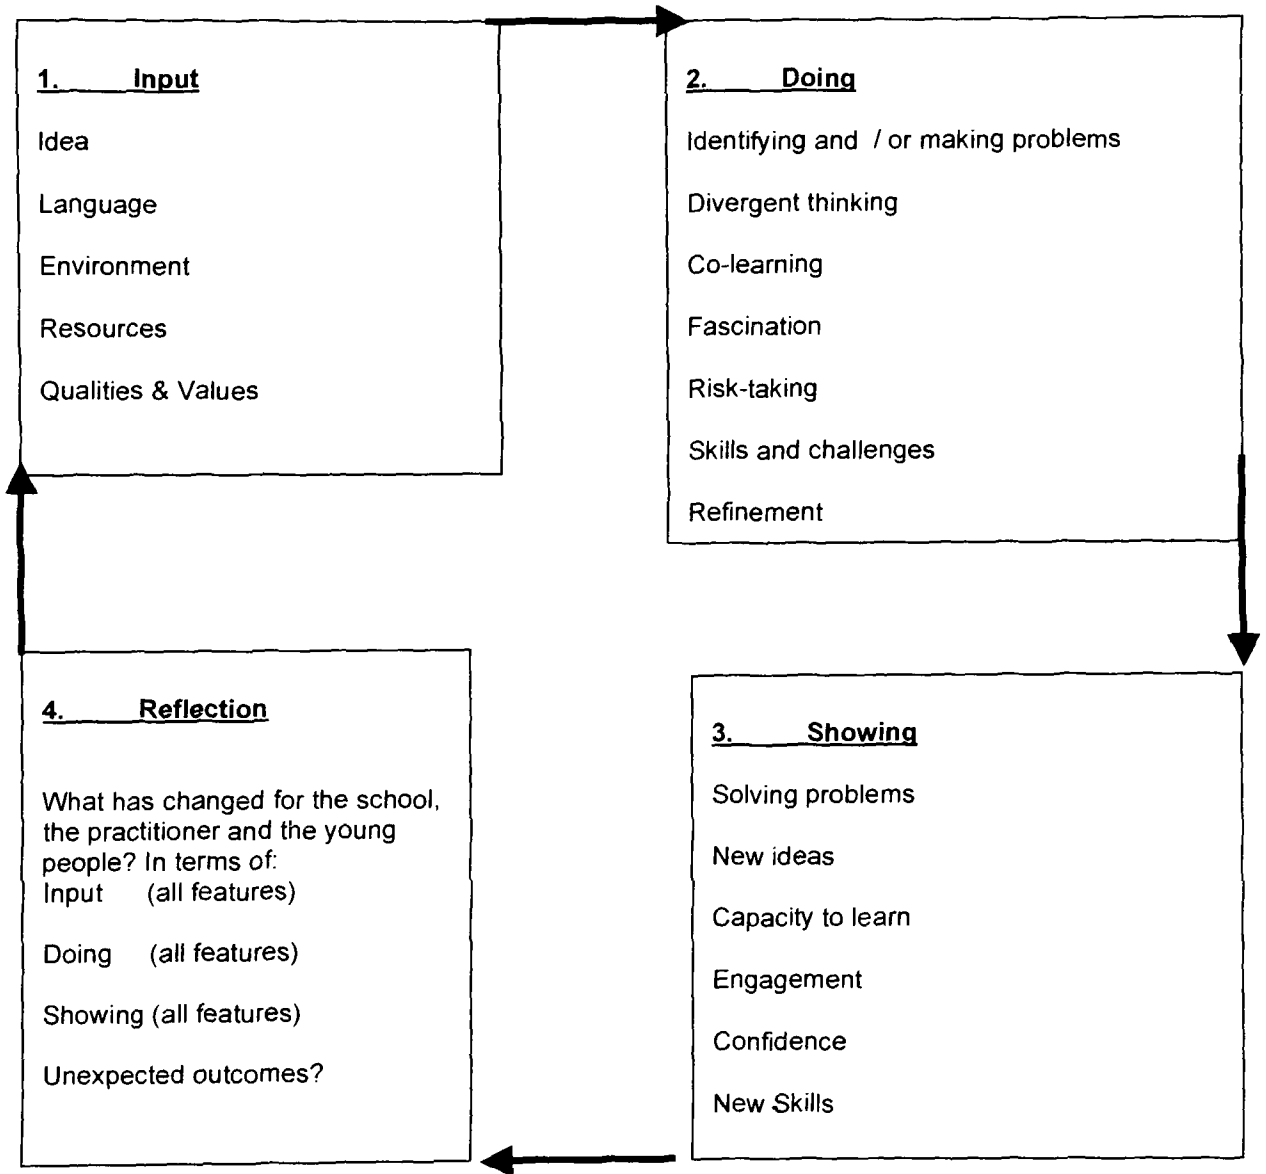 1. Input
Idea
Language
Environment
Resources
Qualities & Values
2. Doing
Identifying and / or making problems
Divergent thinking
Co-learning
Fascination
Risk-taking
Skills and challenges
Refinement
3. Showing
Solving problems
New ideas
Capacity to learn
Engagement
Confidence
New Skills
4. Reflection
What has changed for the school,
the practitioner and the young
people? In terms of:
Input (all features)
Doing (all features)
Showing (all features)
Unexpected outcomes?